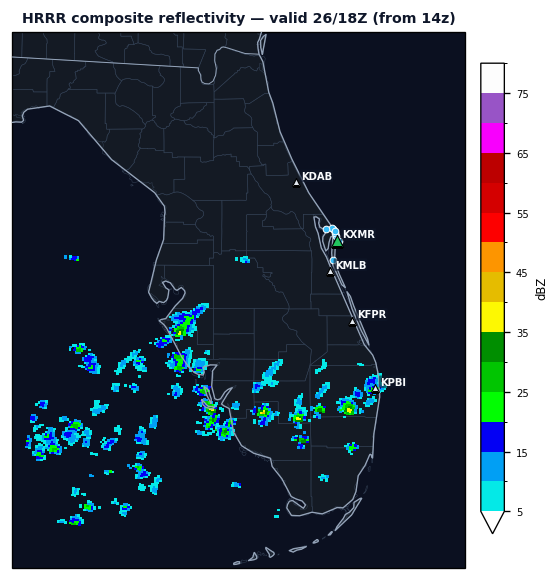 HRRR composite reflectivity — valid 26/18Z (from 14z)
KDAB
KXMR
KMLB
KFPR
KPBI
75
65
55
45
35
25
15
5
dBZ